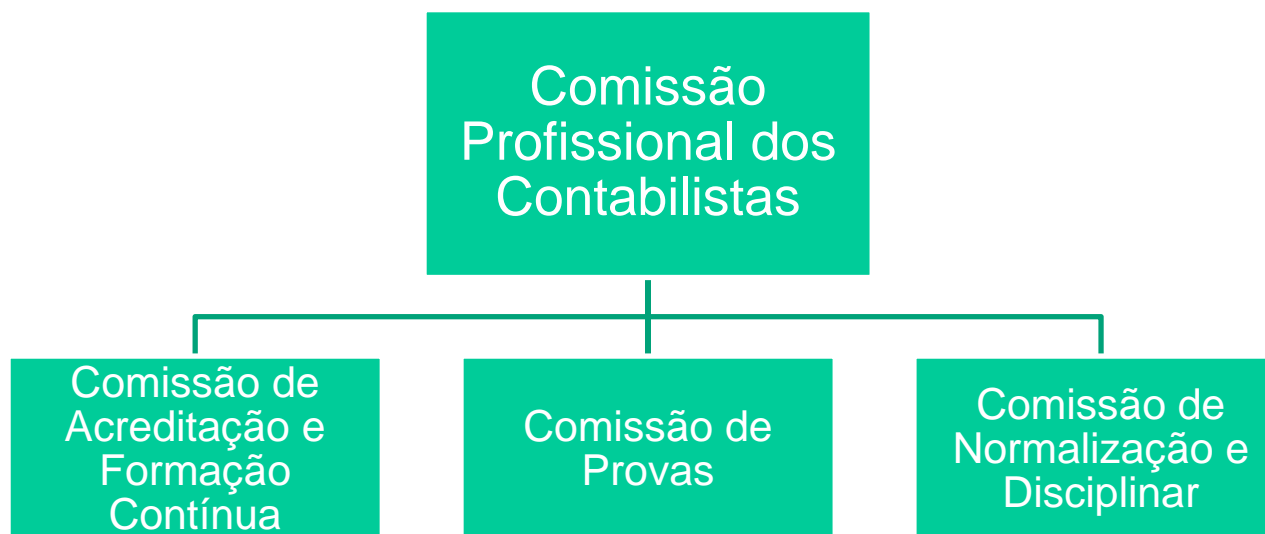 Comissão
Profissional dos
Contabilistas
Comissão de
Acreditação e
Formação
Contínua
Comissão de
Provas
Comissão de
Normalização e
Disciplinar